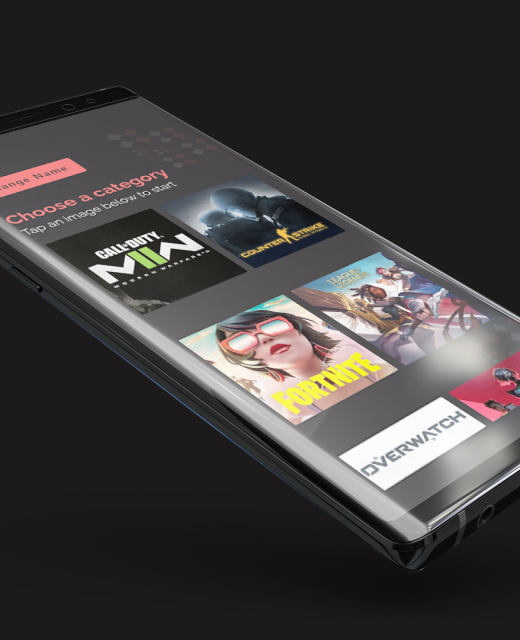 ange Name
Choose a category
Tap an image below to start
CALL OF DUTY
MWII
MODERN WARFARE II
COUNTER STRIKE
LEAGUE OF
LEGENDS
FORTNITE
OVERWATCH